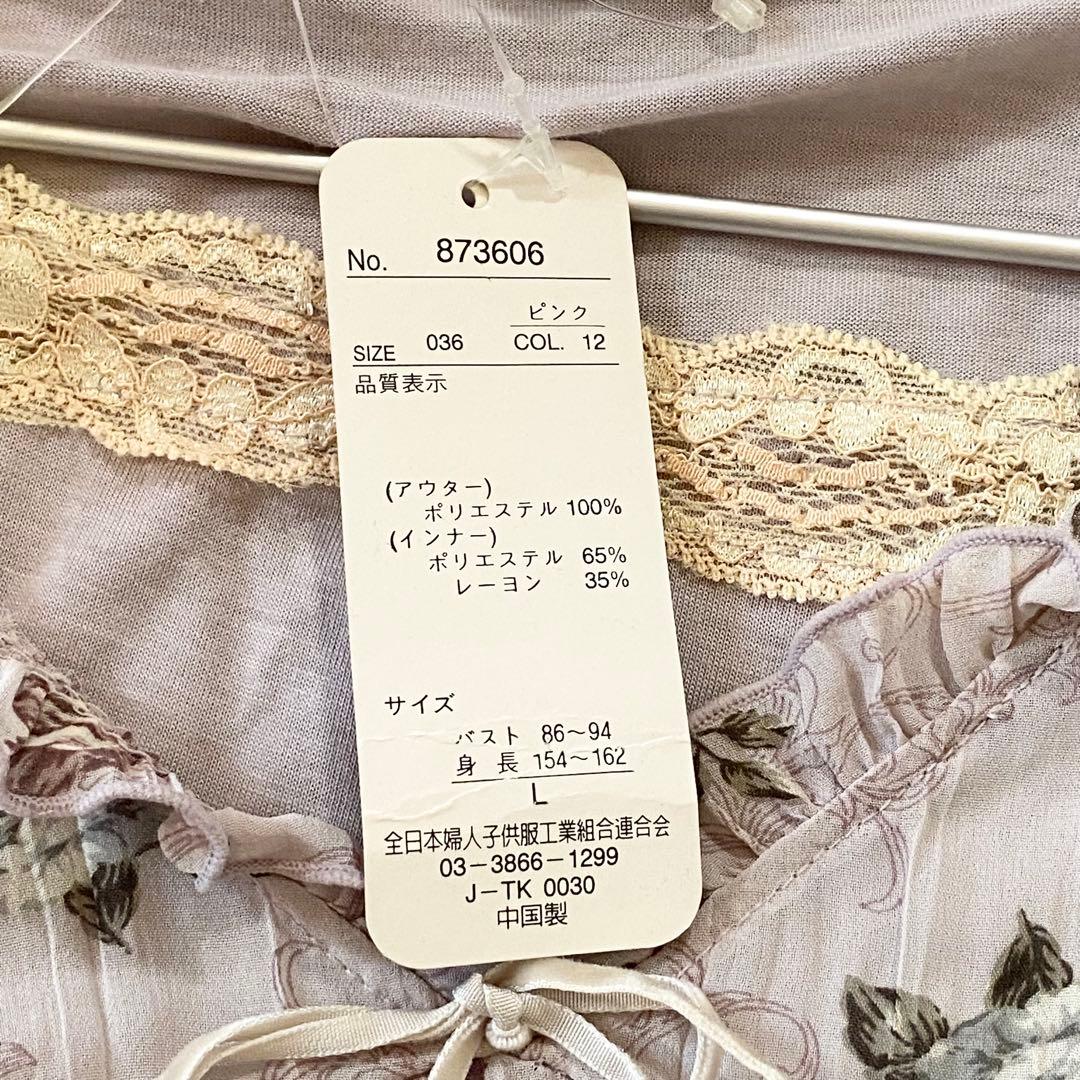 No. 873606
ピンク
SIZE 036 COL. 12
品質表示
(アウター)
ポリエステル 100%
(インナー)
ポリエステル 65%
レーヨン 35%
サイズ
バスト 86～94
身 長 154～162
L
全日本婦人子供服工業組合連合会
03-3866-1299
J-TK 0030
中国製